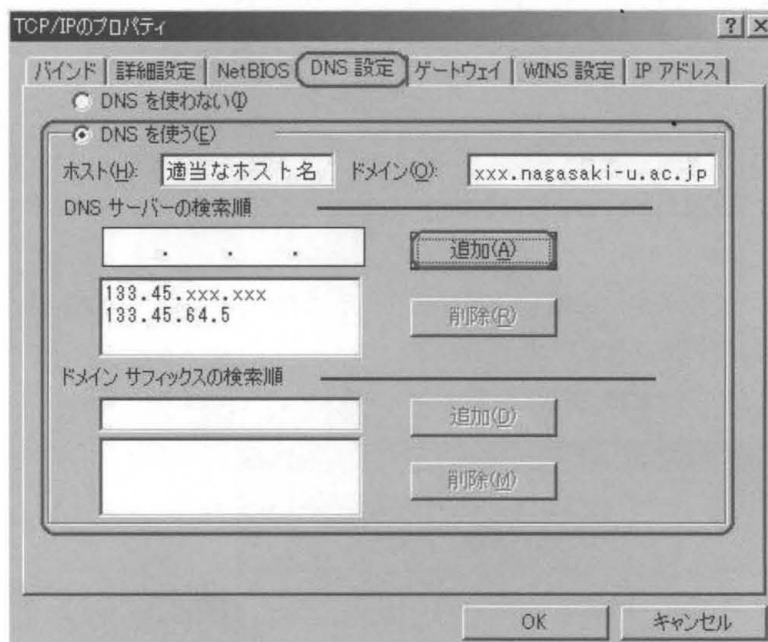 TCP/IPのプロパティ ? ×
バインド 詳細設定 NetBIOS DNS 設定 ゲートウェイ WINS 設定 IP アドレス
DNS を使わない(I)
DNS を使う(E)
ホスト(H): 適当なホスト名 ドメイン(O): xxx.nagasaki-u.ac.jp
DNS サーバーの検索順
. . . 追加(A)
133.45.xxx.xxx
133.45.64.5
削除(R)
ドメイン サフィックスの検索順
追加(D)
削除(M)
OK キャンセル